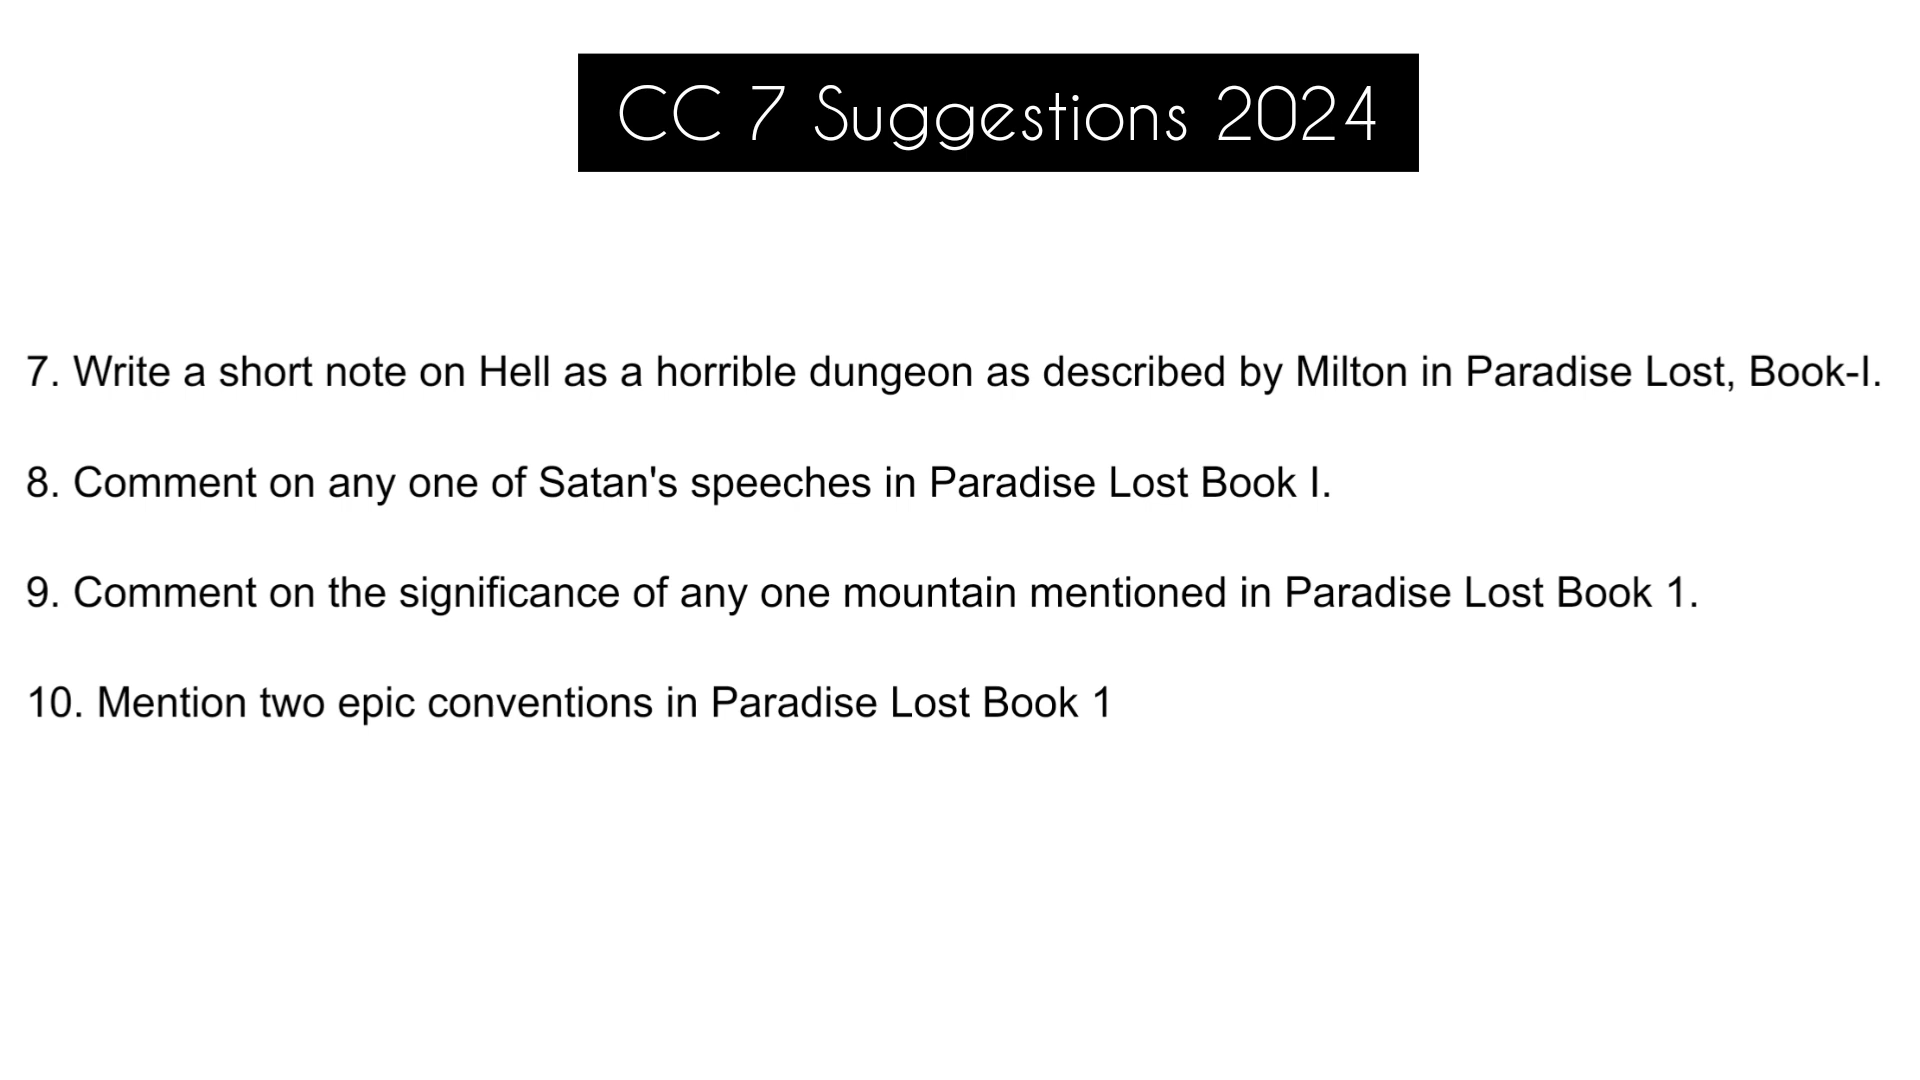 CC 7 Suggestions 2024
7. Write a short note on Hell as a horrible dungeon as described by Milton in Paradise Lost, Book-I.
8. Comment on any one of Satan's speeches in Paradise Lost Book I.
9. Comment on the significance of any one mountain mentioned in Paradise Lost Book 1.
10. Mention two epic conventions in Paradise Lost Book 1